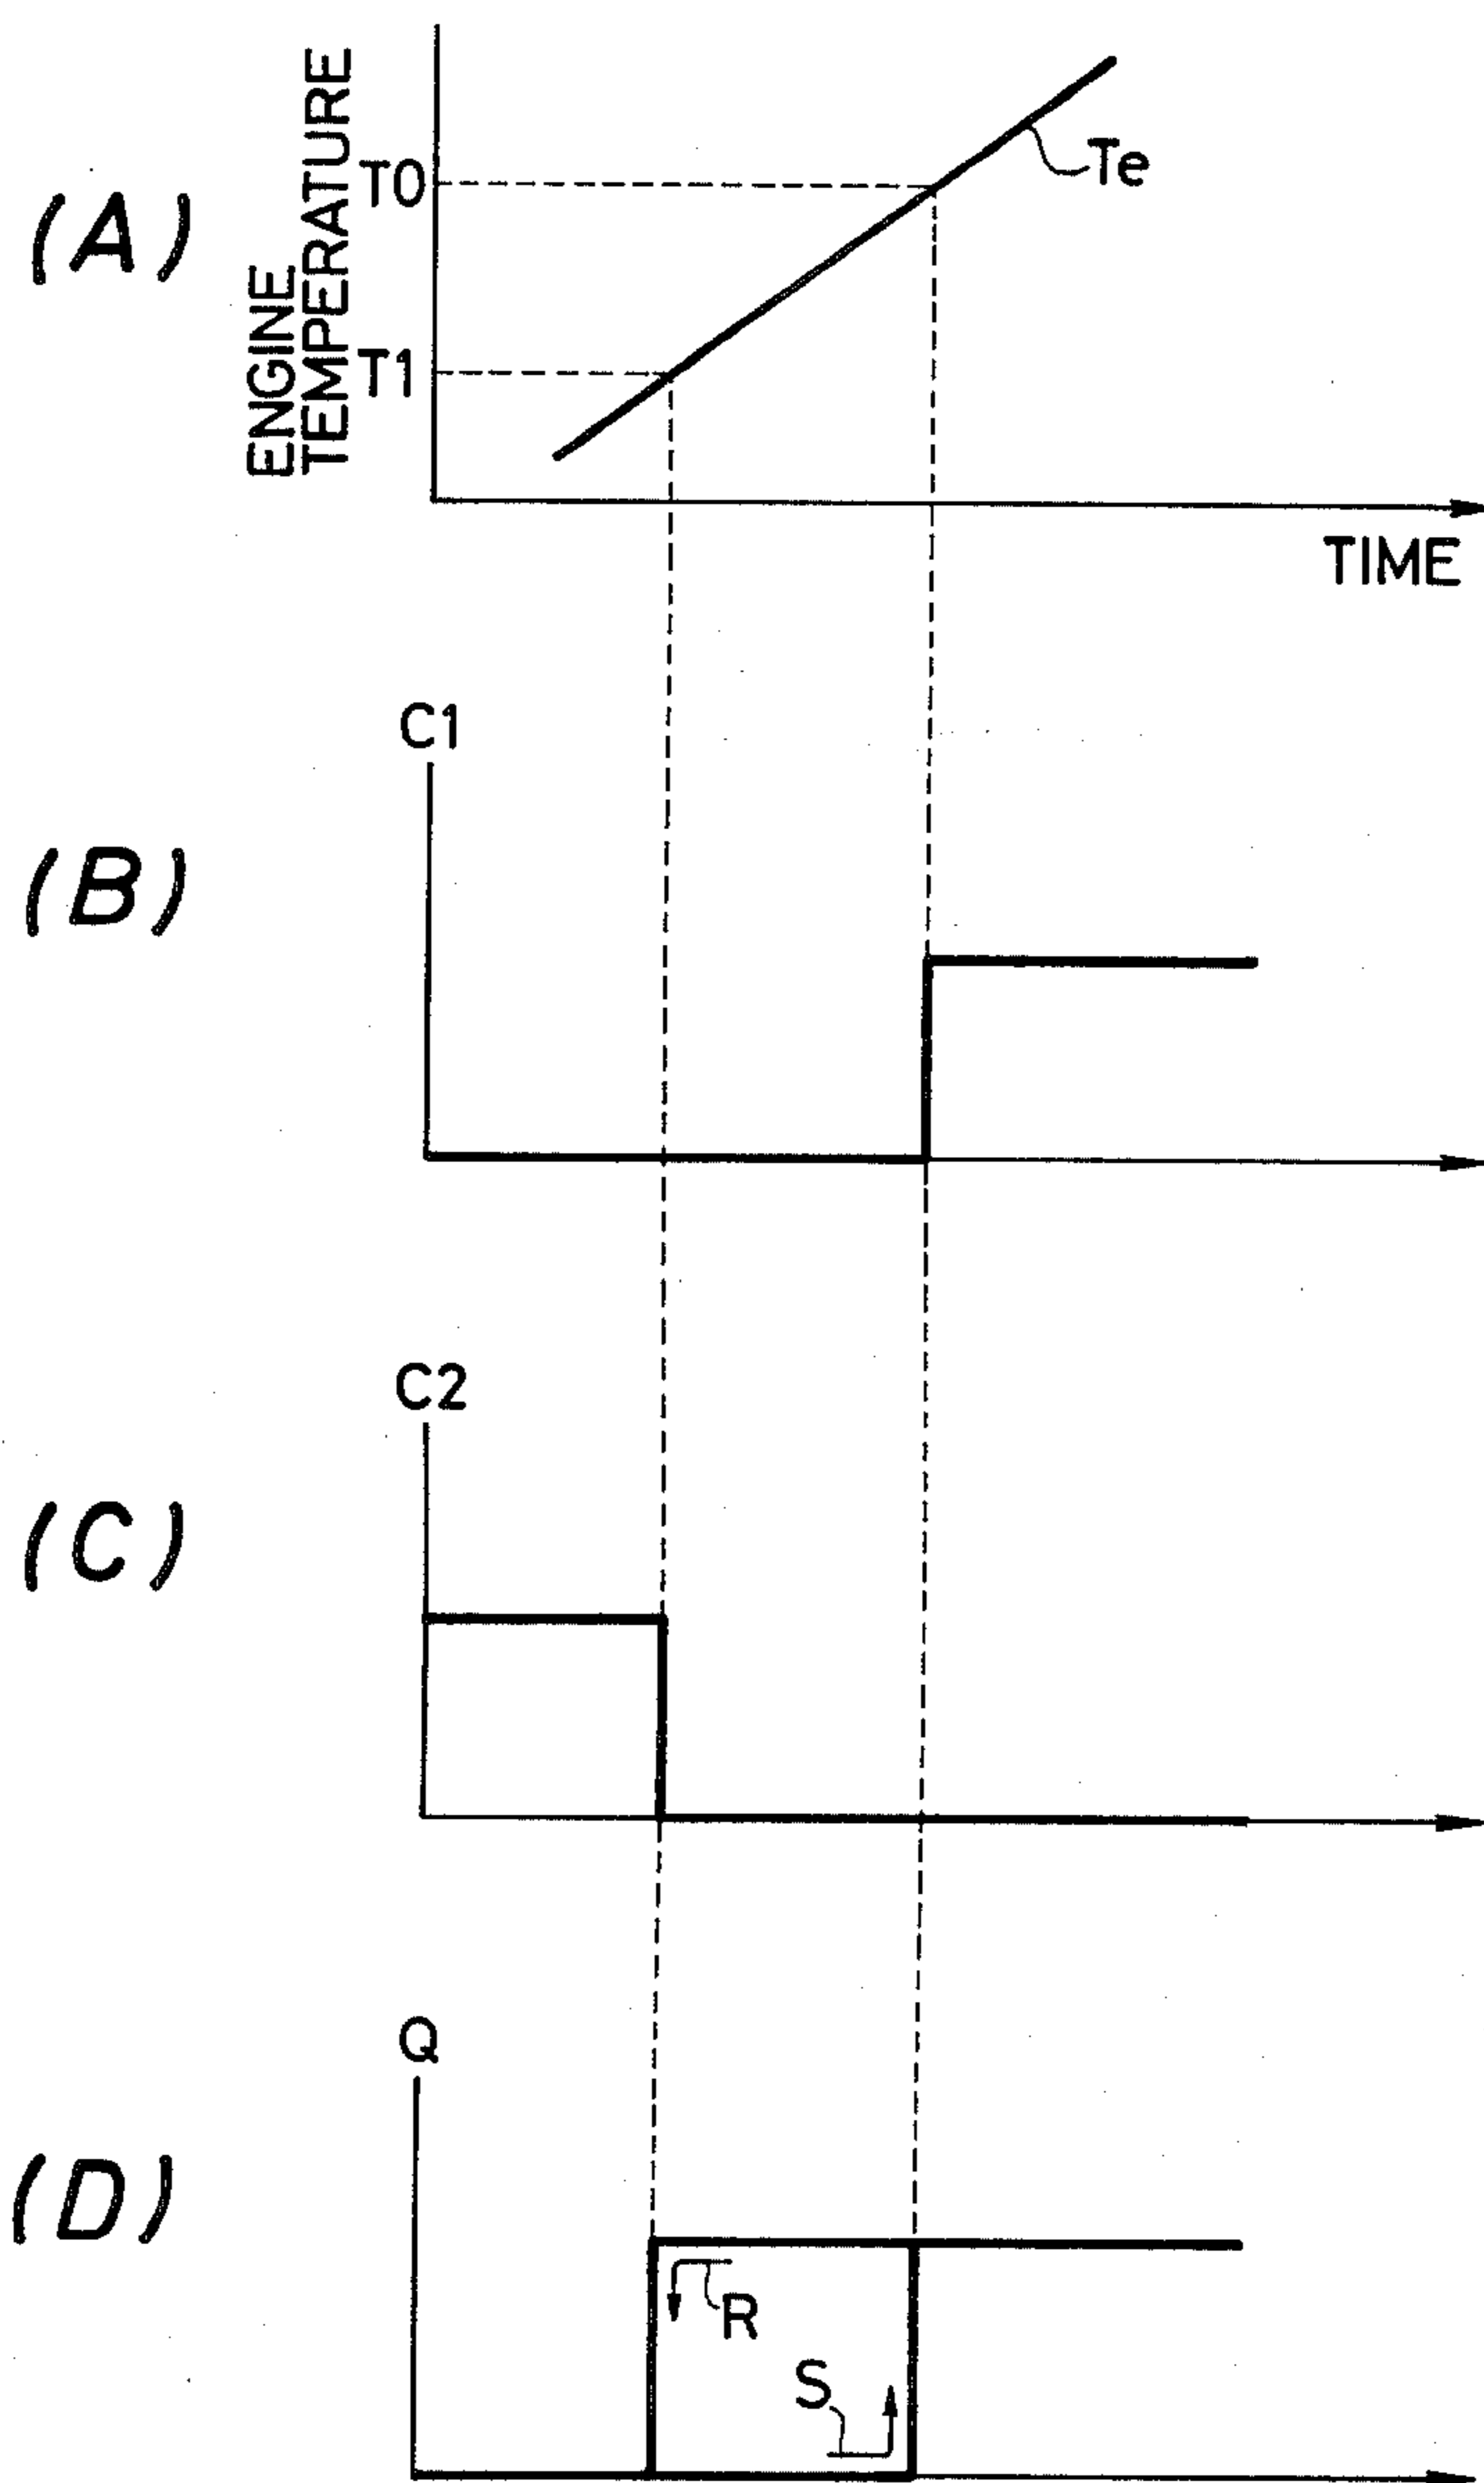 (A)
ENGINE
TEMPERATURE
T0
T1
Te
TIME
(B)
C1
(C)
C2
(D)
Q
R
S